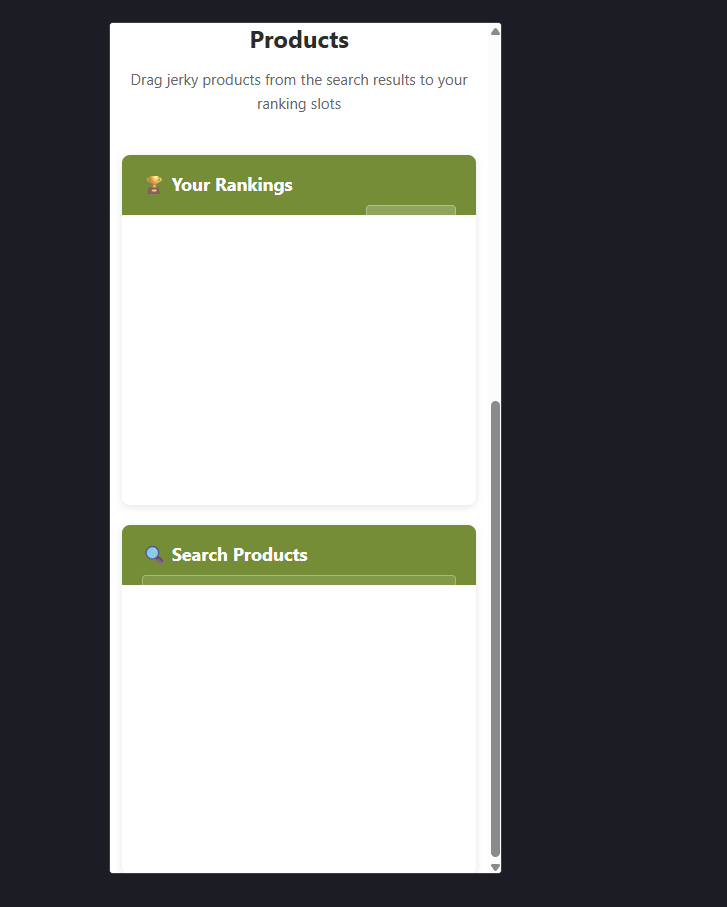 Products
Drag jerky products from the search results to your
ranking slots
🏆 Your Rankings
🔍 Search Products